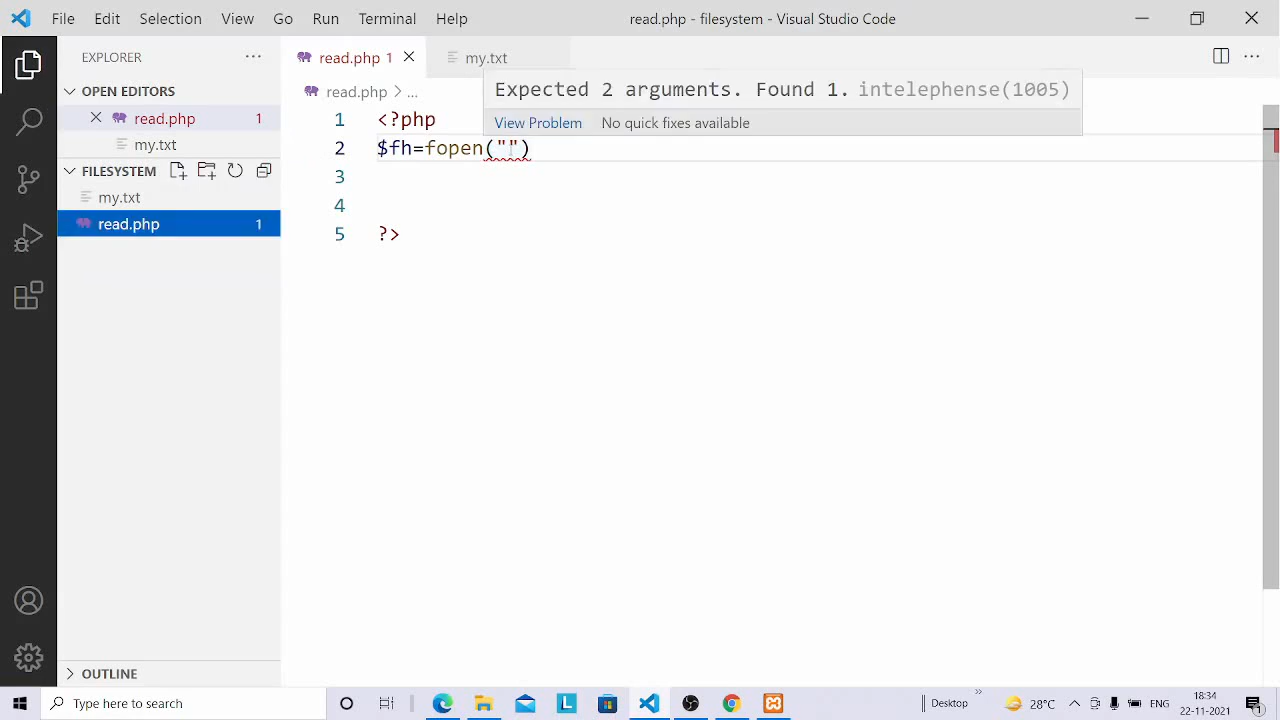 File Edit Selection View Go Run Terminal Help read.php - filesystem - Visual Studio Code
EXPLORER
read.php 1
my.txt
OPEN EDITORS
read.php > ...
Expected 2 arguments. Found 1. intelephense(1005)
View Problem No quick fixes available
read.php 1
my.txt
FILESYSTEM
my.txt
read.php 1
1 <?php
2 $fh=fopen("")
3
4
5 ?>
OUTLINE
Type here to search
Desktop
28°C
ENG
18:34
22-11-2021
1